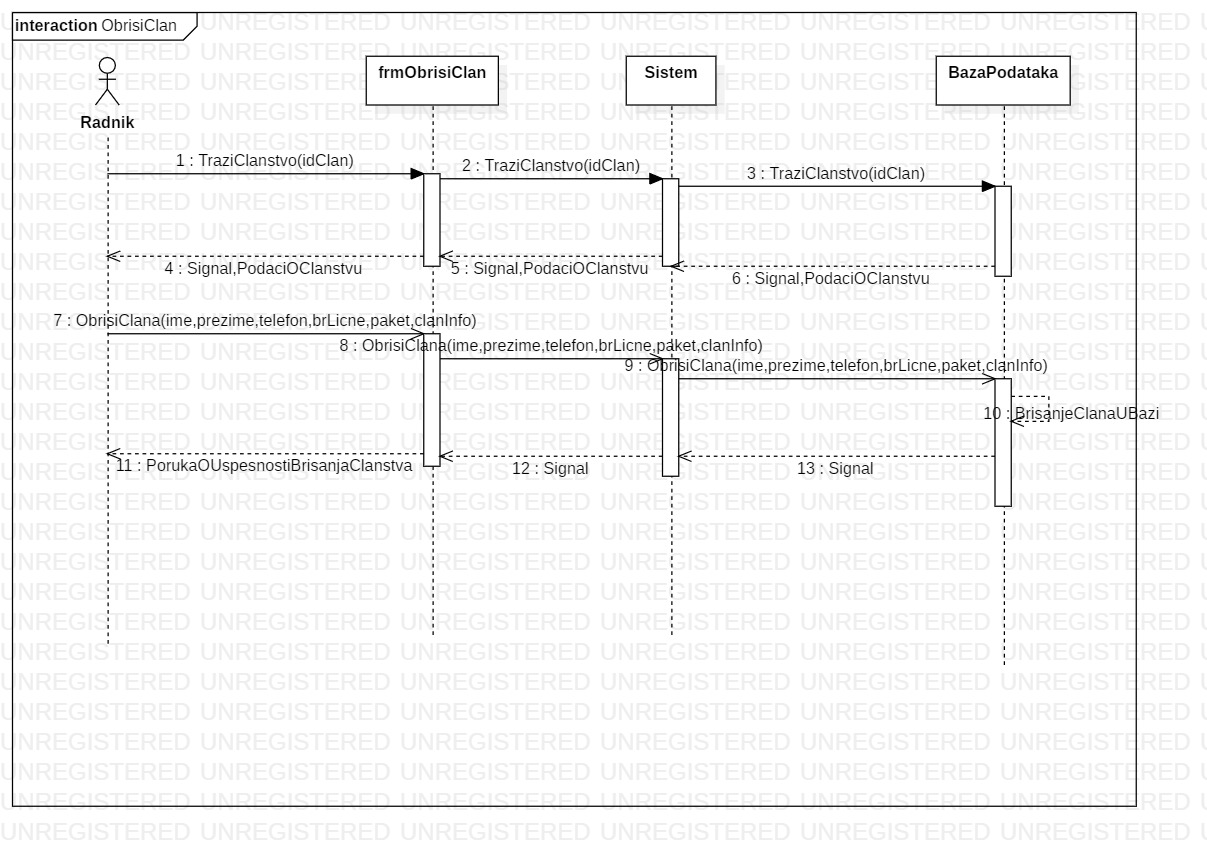 interaction ObrisiClan
frmObrisiClan
Sistem
BazaPodataka
Radnik
1 : TraziClanstvo(idClan)
2 : TraziClanstvo(idClan)
3 : TraziClanstvo(idClan)
4 : Signal,PodaciOClanstvu
5 : Signal,PodaciOClanstvu
6 : Signal,PodaciOClanstvu
7 : ObrisiClana(ime,prezime,telefon,brLicne,paket,clanInfo)
8 : ObrisiClana(ime,prezime,telefon,brLicne,paket,clanInfo)
9 : ObrisiClana(ime,prezime,telefon,brLicne,paket,clanInfo)
10 : BrisanjeClanaUBazi
11 : PorukaOUspesnostiBrisanjaClanstva
12 : Signal
13 : Signal
UNREGISTERED